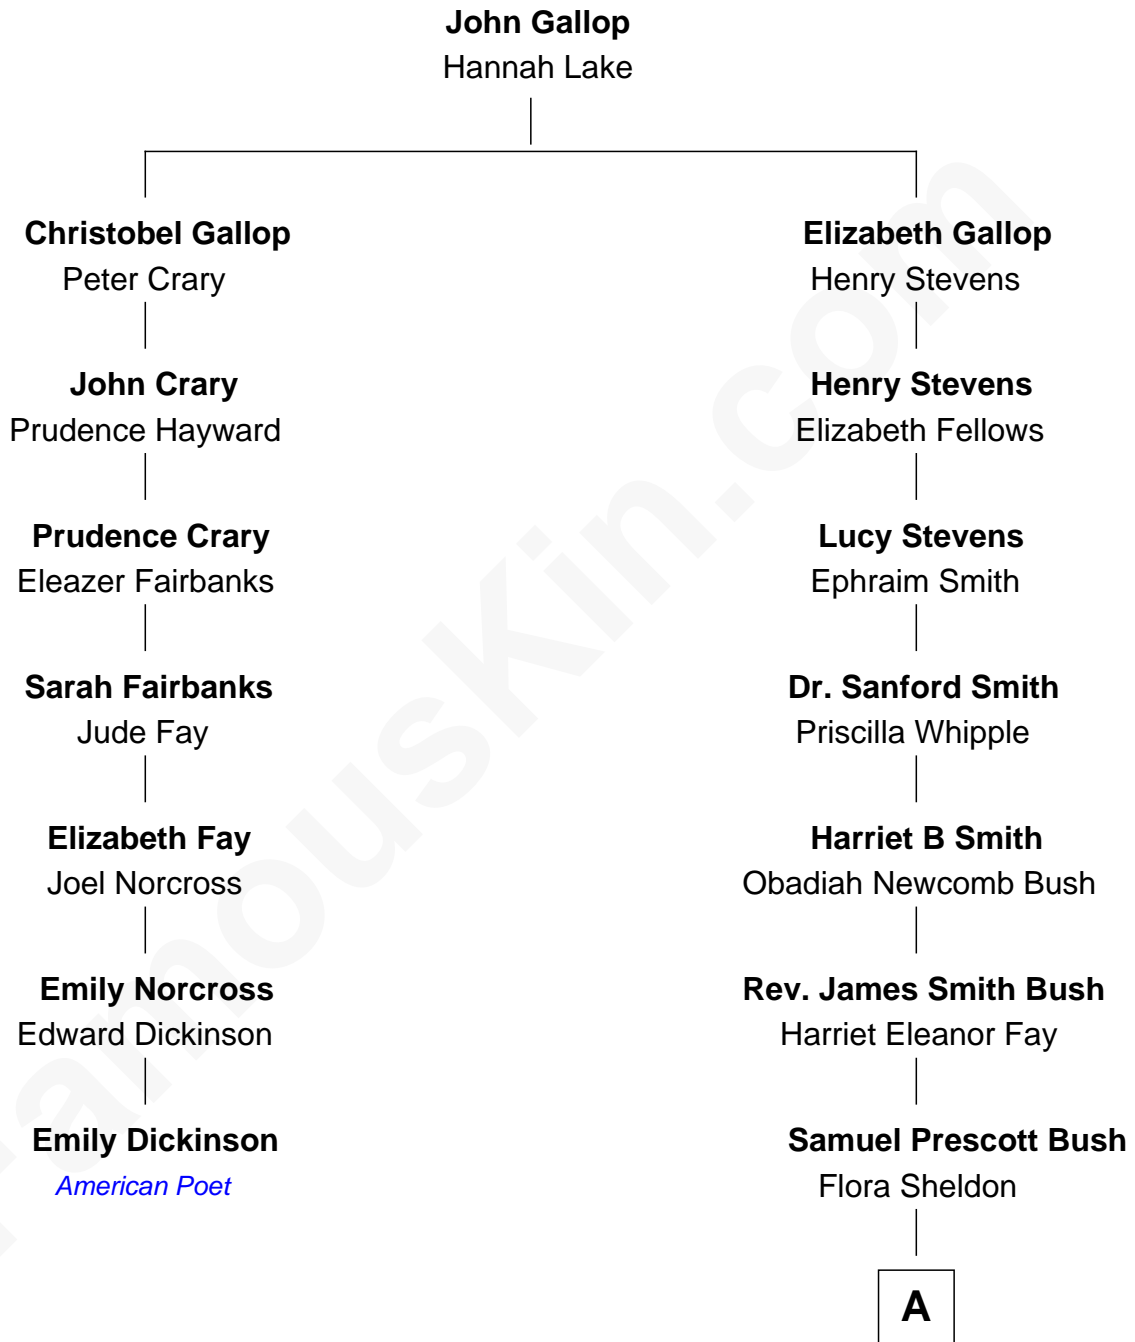 John Gallop
Hannah Lake
Christobel Gallop
Peter Crary
John Crary
Prudence Hayward
Prudence Crary
Eleazer Fairbanks
Sarah Fairbanks
Jude Fay
Elizabeth Fay
Joel Norcross
Emily Norcross
Edward Dickinson
Emily Dickinson
American Poet
Elizabeth Gallop
Henry Stevens
Henry Stevens
Elizabeth Fellows
Lucy Stevens
Ephraim Smith
Dr. Sanford Smith
Priscilla Whipple
Harriet B Smith
Obadiah Newcomb Bush
Rev. James Smith Bush
Harriet Eleanor Fay
Samuel Prescott Bush
Flora Sheldon
A
FamousKin.com